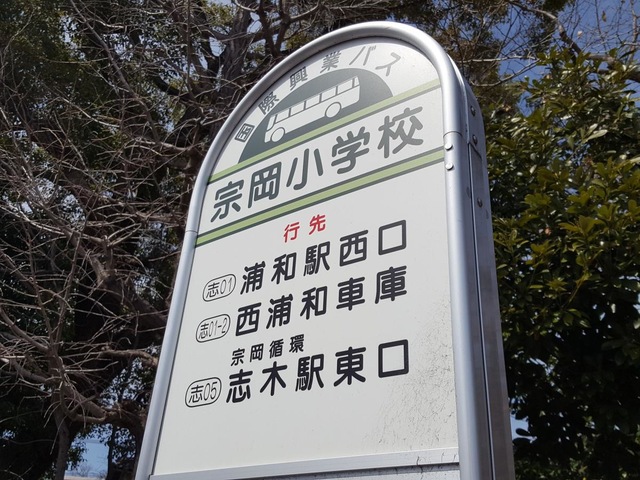 国際興業バス
宗岡小学校
行先
志01 浦和駅西口
志01-2 西浦和車庫
宗岡循環
志05 志木駅東口